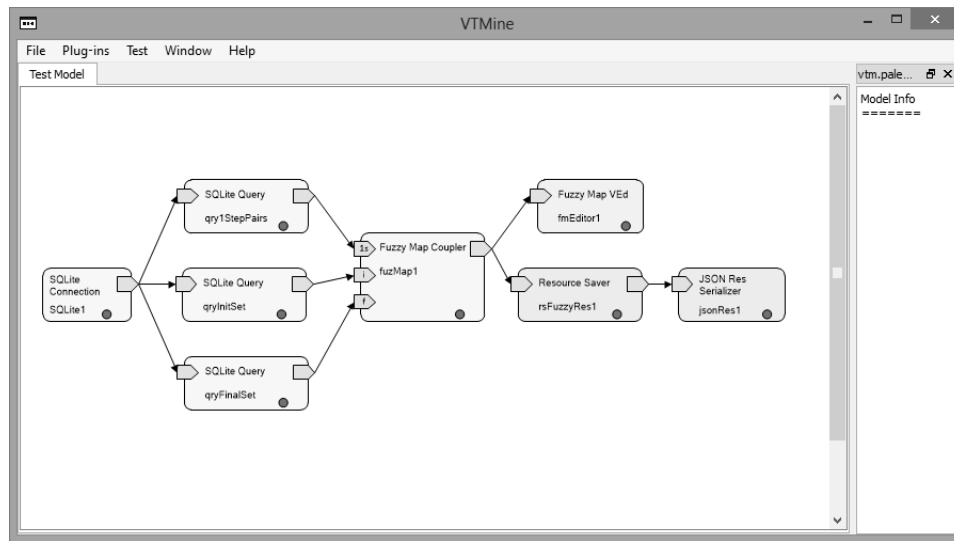 VTMine
File Plug-ins Test Window Help
Test Model
vtm.pale...
Model Info
=======
SQLite Query
qry1StepPairs
Fuzzy Map VEd
fmEditor1
1s Fuzzy Map Coupler
i fuzMap1
f
SQLite
Connection
SQLite1
SQLite Query
qryInitSet
Resource Saver
rsFuzzyRes1
JSON Res
Serializer
jsonRes1
SQLite Query
qryFinalSet